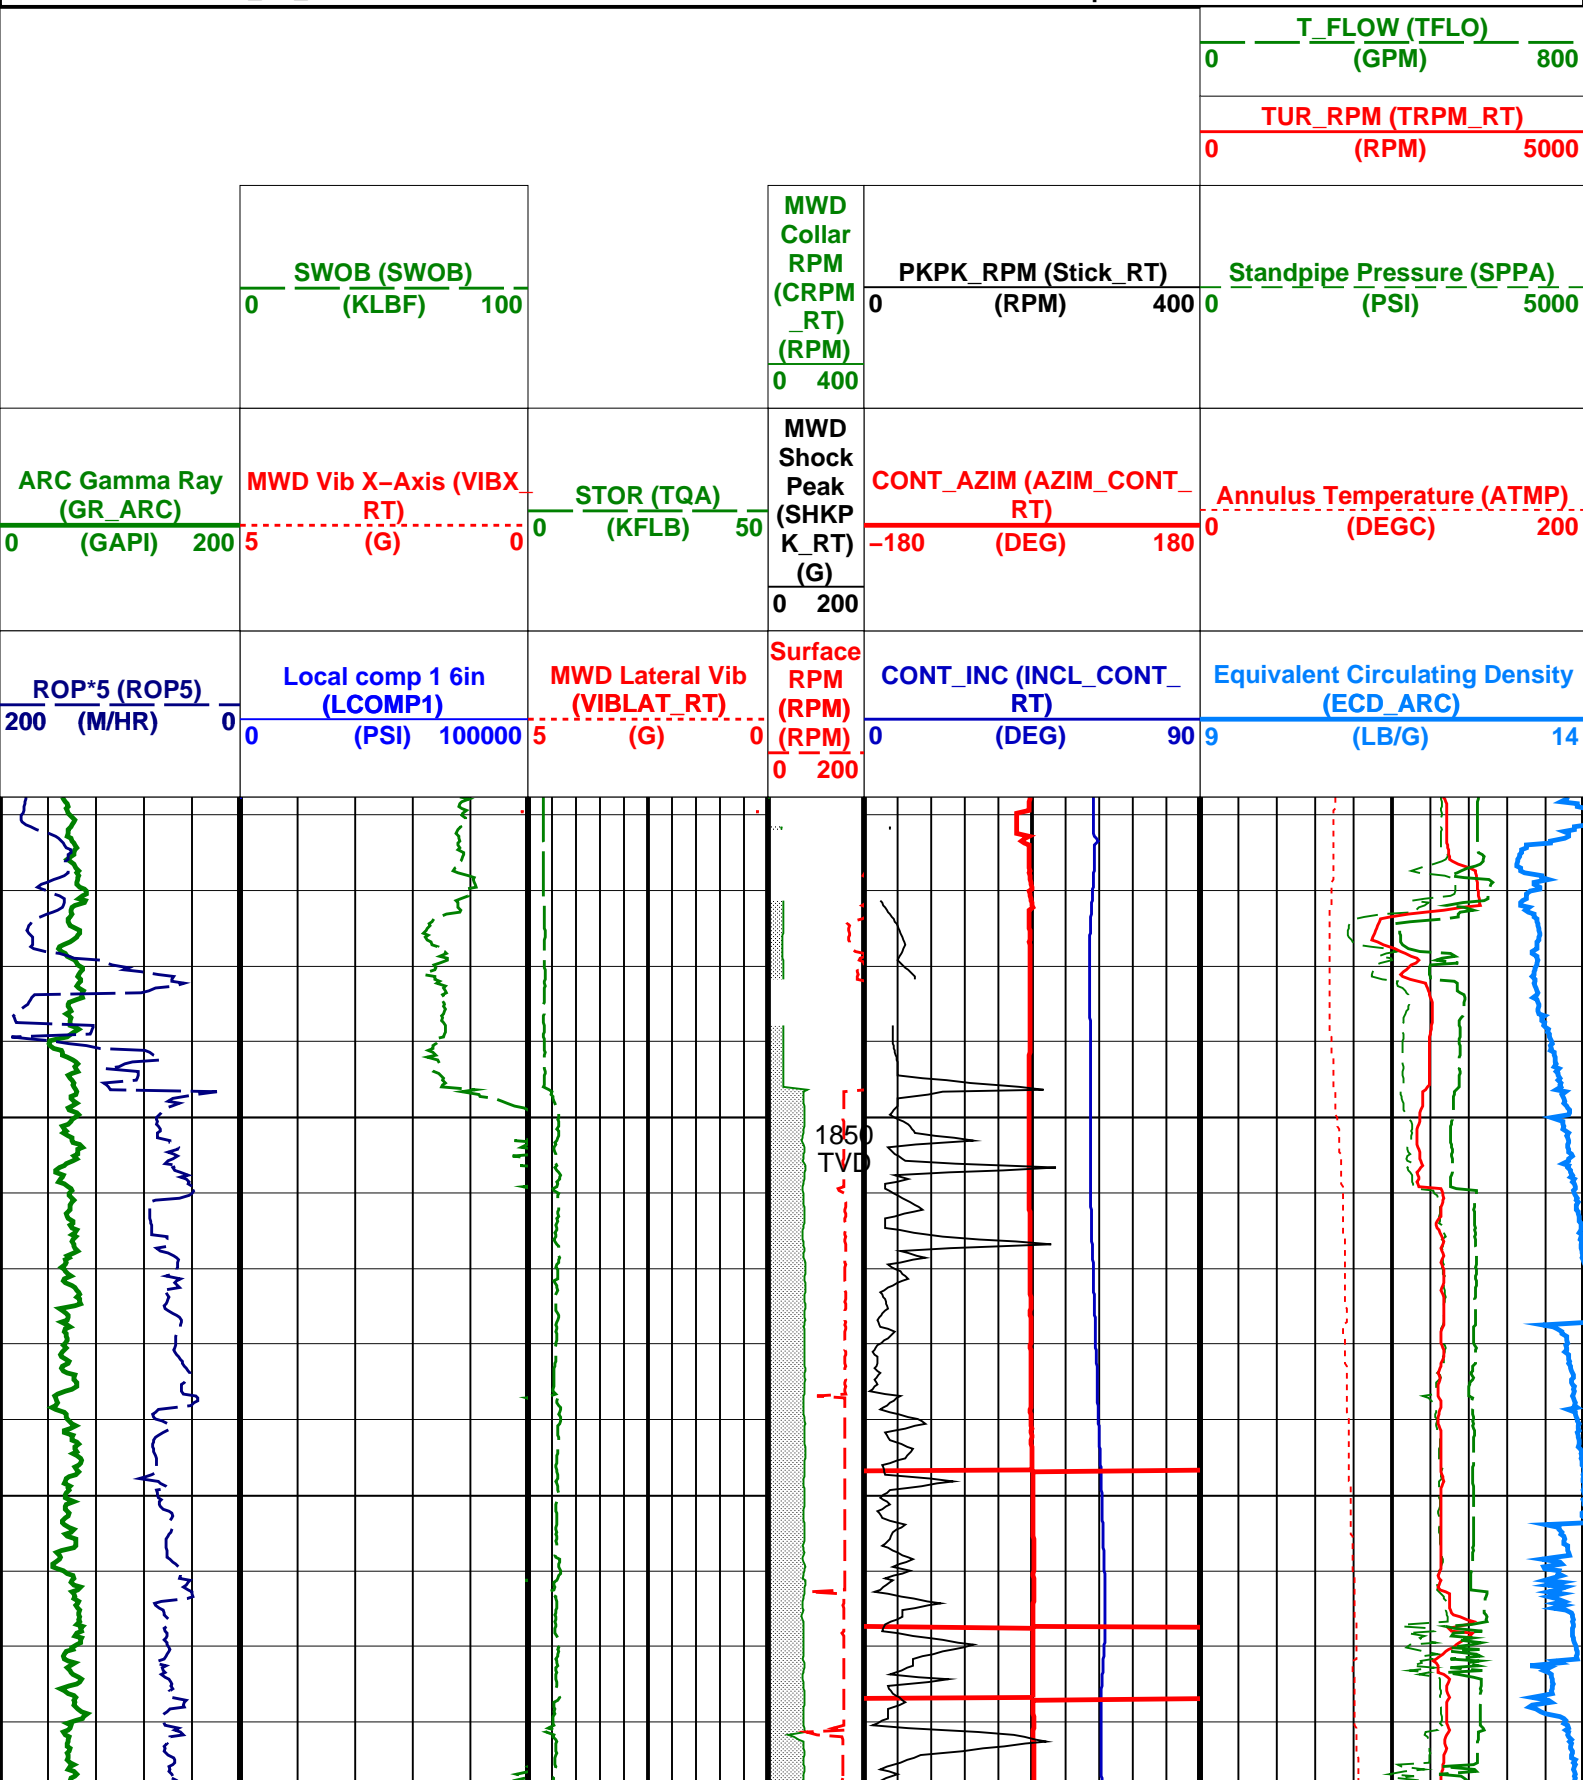 T_FLOW (TFLO)
0 (GPM) 800
TUR_RPM (TRPM_RT)
0 (RPM) 5000
SWOB (SWOB)
0 (KLBF) 100
MWD
Collar
RPM
(CRPM
_RT)
(RPM)
0 400
PKPK_RPM (Stick_RT)
0 (RPM) 400
Standpipe Pressure (SPPA)
0 (PSI) 5000
ARC Gamma Ray
(GR_ARC)
0 (GAPI) 200
MWD Vib X−Axis (VIBX_
RT)
5 (G) 0
STOR (TQA)
0 (KFLB) 50
MWD
Shock
Peak
(SHKP
K_RT)
(G)
0 200
CONT_AZIM (AZIM_CONT_
RT)
−180 (DEG) 180
Annulus Temperature (ATMP)
0 (DEGC) 200
ROP*5 (ROP5)
200 (M/HR) 0
Local comp 1 6in
(LCOMP1)
0 (PSI) 100000
MWD Lateral Vib
(VIBLAT_RT)
5 (G) 0
Surface
RPM
(RPM)
(RPM)
0 200
CONT_INC (INCL_CONT_
RT)
0 (DEG) 90
Equivalent Circulating Density
(ECD_ARC)
9 (LB/G) 14
1850
TVD